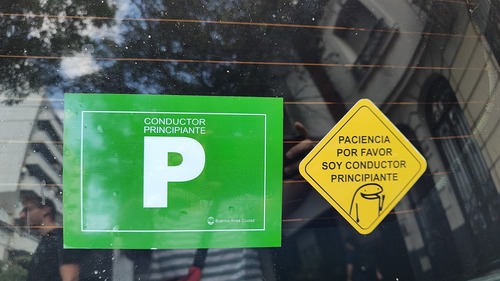 CONDUCTOR
PRINCIPIANTE
P
Buenos Aires Ciudad
PACIENCIA
POR FAVOR
SOY CONDUCTOR
PRINCIPIANTE